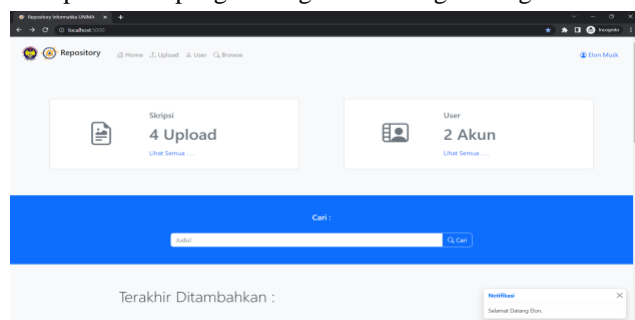 Repository Informatika UNIMA
localhost:5000
Incognito
Repository
Home Upload User Browse
Elon Musk
Skripsi
4 Upload
Lihat Semua ....
User
2 Akun
Lihat Semua ....
Cari :
Judul
Cari
Terakhir Ditambahkan :
Notifikasi
Selamat Datang Elon.